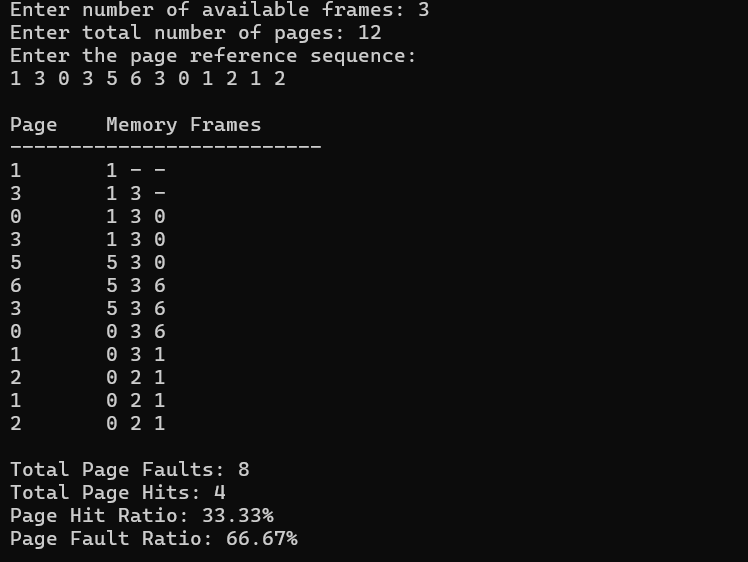 Enter number of available frames: 3
Enter total number of pages: 12
Enter the page reference sequence:
1 3 0 3 5 6 3 0 1 2 1 2
Page    Memory Frames
--------------------------
1       1 - -
3       1 3 -
0       1 3 0
3       1 3 0
5       5 3 0
6       5 3 6
3       5 3 6
0       0 3 6
1       0 3 1
2       0 2 1
1       0 2 1
2       0 2 1
Total Page Faults: 8
Total Page Hits: 4
Page Hit Ratio: 33.33%
Page Fault Ratio: 66.67%